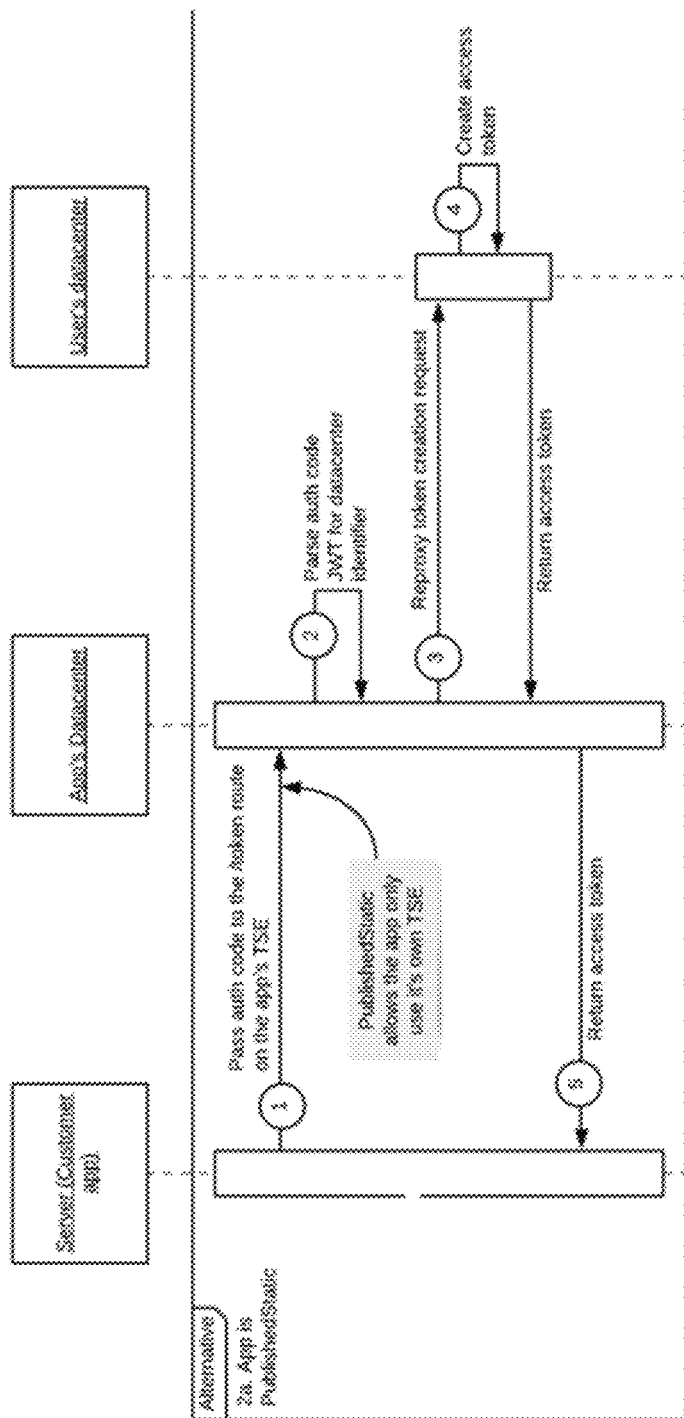 Server (Customer
app)
App's Datacenter
User's datacenter
Alternative
2a. App is
PublishedStatic
1
Pass auth code to the /token route
on the app's TSE
PublishedStatic
allows the app only
use it's own TSE
2
Parse auth code
JWT for datacenter
identifier
3
Reproxy token creation request
4
Create access
token
Return access token
5
Return access token